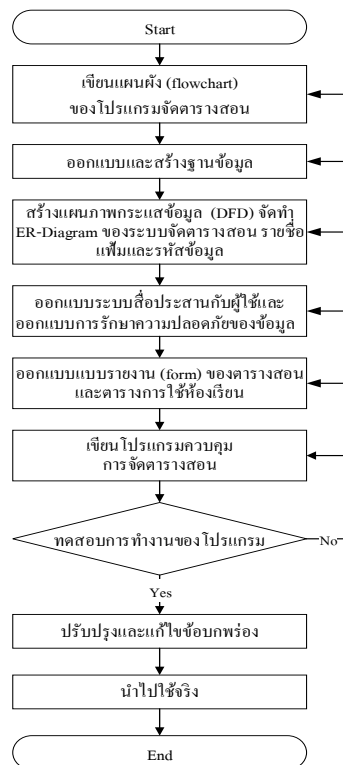 Start
เขียนแผนผัง (flowchart)
ของโปรแกรมจัดตารางสอน
ออกแบบและสร้างฐานข้อมูล
สร้างแผนภาพกระแสข้อมูล (DFD) จัดทำ
ER-Diagram ของระบบจัดตารางสอน รายชื่อ
แฟ้มและรหัสข้อมูล
ออกแบบระบบสื่อประสานกับผู้ใช้และ
ออกแบบการรักษาความปลอดภัยของข้อมูล
ออกแบบแบบรายงาน (form) ของตารางสอน
และตารางการใช้ห้องเรียน
เขียนโปรแกรมควบคุม
การจัดตารางสอน
ทดสอบการทำงานของโปรแกรม
No
Yes
ปรับปรุงและแก้ไขข้อบกพร่อง
นำไปใช้จริง
End